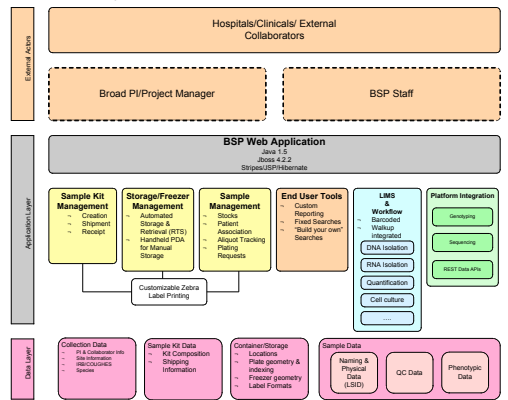 External Actors
Hospitals/Clinicals/ External
Collaborators
Broad PI/Project Manager
BSP Staff
Application Layer
BSP Web Application
Java 1.5
Jboss 4.2.2
Stripes/JSP/Hibernate
Sample Kit
Management
¬ Creation
¬ Shipment
¬ Receipt
Storage/Freezer
Management
¬ Automated
Storage &
Retrieval (RTS)
¬ Handheld PDA
for Manual
Storage
Sample
Management
¬ Stocks
¬ Patient
Association
¬ Aliquot Tracking
¬ Plating
Requests
Customizable Zebra
Label Printing
End User Tools
¬ Custom
Reporting
¬ Fixed Searches
¬ "Build your own"
Searches
LIMS
&
Workflow
¬ Barcoded
¬ Walkup
integrated
DNA Isolation
RNA Isolation
Quantification
Cell culture
.....
Platform Integration
Genotyping
Sequencing
REST Data APIs
Data Layer
Collection Data
¬ PI & Collaborator Info
¬ Site Information
¬ IRB/COUGHES
¬ Species
Sample Kit Data
¬ Kit Composition
¬ Shipping
Information
Container/Storage
¬ Locations
¬ Plate geometry &
indexing
¬ Freezer geometry
¬ Label Formats
Sample Data
Naming &
Physical
Data
(LSID)
QC Data
Phenotypic
Data